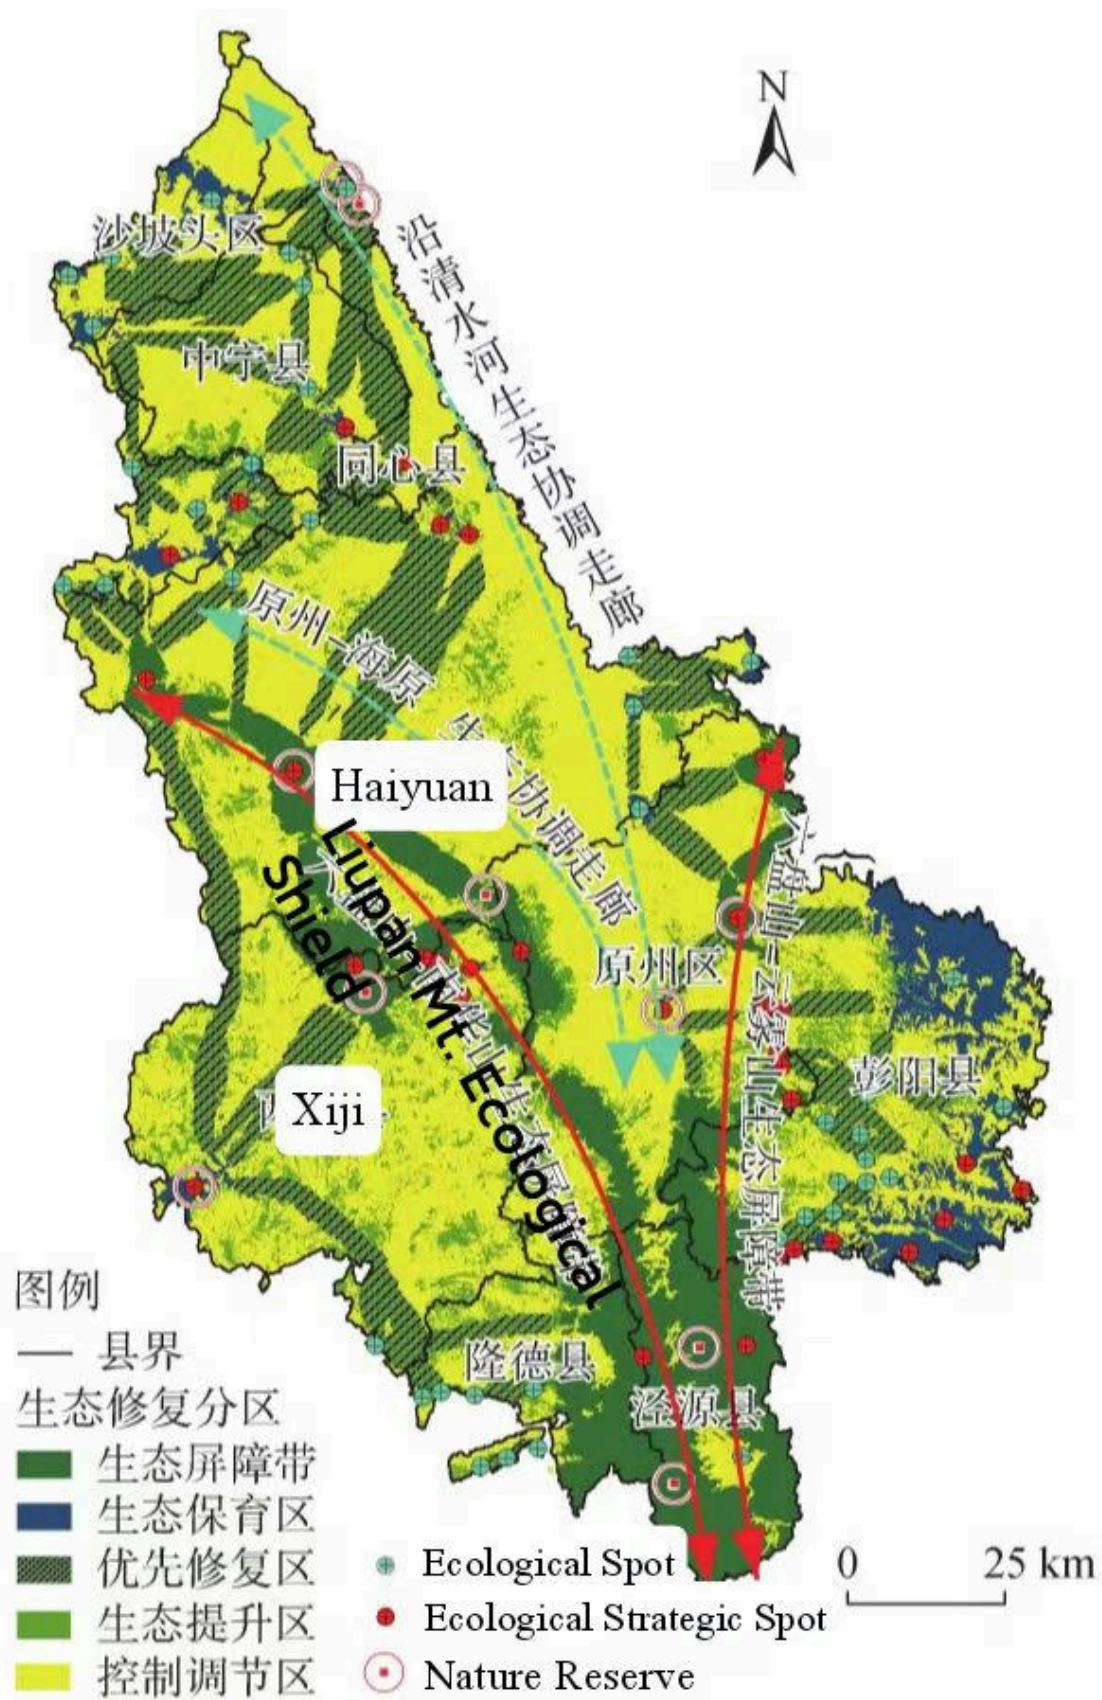 N
沙坡头区
沿清水河生态协调走廊
中宁县
同心县
原州-海原
生态协调走廊
Haiyuan
Liupan Mt. Ecological
Shield
六盘山-云雾山生态屏障带
原州区
彭阳县
Xiji
隆德县
泾源县
图例
县界
生态修复分区
生态屏障带
生态保育区
优先修复区
生态提升区
控制调节区
Ecological Spot
Ecological Strategic Spot
Nature Reserve
0 25 km